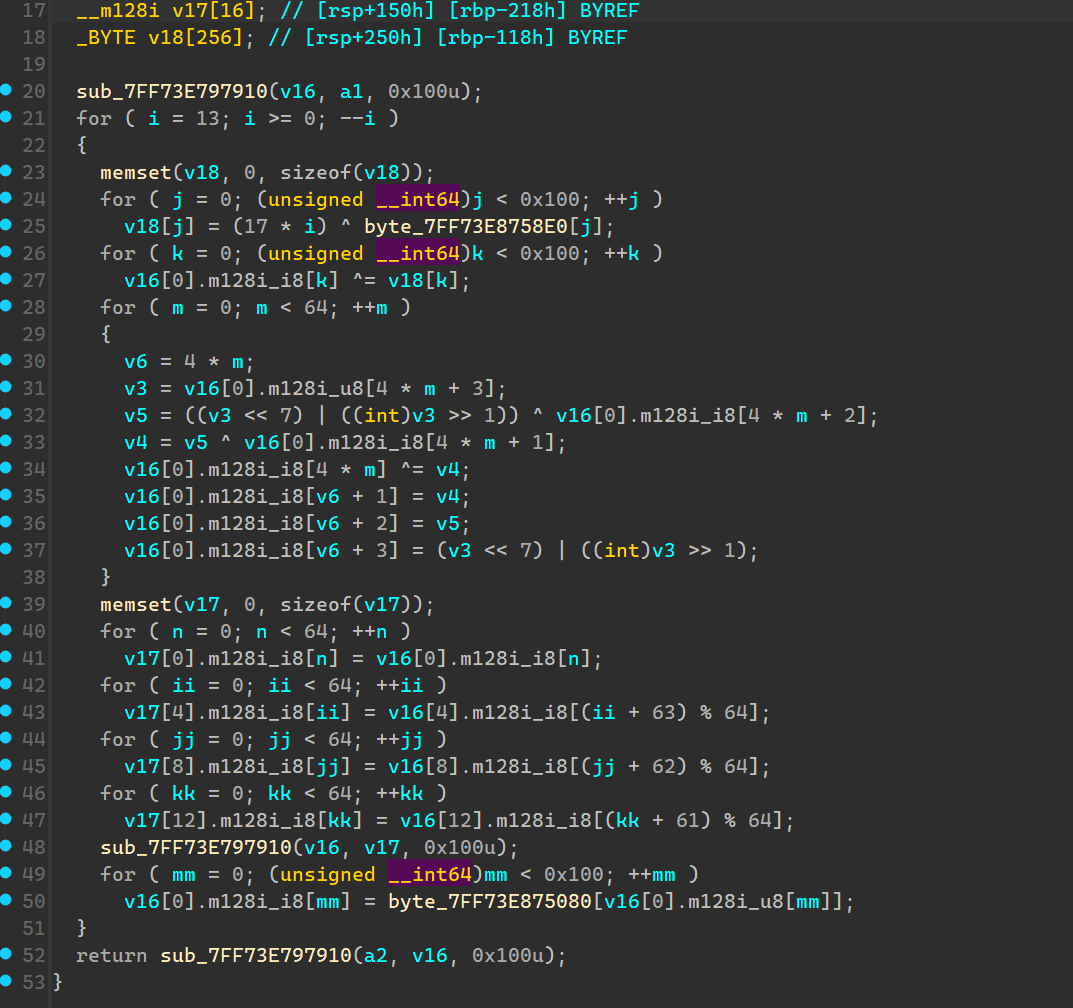 17 __m128i v17[16]; // [rsp+150h] [rbp-218h] BYREF
18 _BYTE v18[256]; // [rsp+250h] [rbp-118h] BYREF
19
20 sub_7FF73E797910(v16, a1, 0x100u);
21 for ( i = 13; i >= 0; --i )
22 {
23 memset(v18, 0, sizeof(v18));
24 for ( j = 0; (unsigned __int64)j < 0x100; ++j )
25 v18[j] = (17 * i) ^ byte_7FF73E8758E0[j];
26 for ( k = 0; (unsigned __int64)k < 0x100; ++k )
27 v16[0].m128i_i8[k] ^= v18[k];
28 for ( m = 0; m < 64; ++m )
29 {
30 v6 = 4 * m;
31 v3 = v16[0].m128i_u8[4 * m + 3];
32 v5 = ((v3 << 7) | ((int)v3 >> 1)) ^ v16[0].m128i_i8[4 * m + 2];
33 v4 = v5 ^ v16[0].m128i_i8[4 * m + 1];
34 v16[0].m128i_i8[4 * m] ^= v4;
35 v16[0].m128i_i8[v6 + 1] = v4;
36 v16[0].m128i_i8[v6 + 2] = v5;
37 v16[0].m128i_i8[v6 + 3] = (v3 << 7) | ((int)v3 >> 1);
38 }
39 memset(v17, 0, sizeof(v17));
40 for ( n = 0; n < 64; ++n )
41 v17[0].m128i_i8[n] = v16[0].m128i_i8[n];
42 for ( ii = 0; ii < 64; ++ii )
43 v17[4].m128i_i8[ii] = v16[4].m128i_i8[(ii + 63) % 64];
44 for ( jj = 0; jj < 64; ++jj )
45 v17[8].m128i_i8[jj] = v16[8].m128i_i8[(jj + 62) % 64];
46 for ( kk = 0; kk < 64; ++kk )
47 v17[12].m128i_i8[kk] = v16[12].m128i_i8[(kk + 61) % 64];
48 sub_7FF73E797910(v16, v17, 0x100u);
49 for ( mm = 0; (unsigned __int64)mm < 0x100; ++mm )
50 v16[0].m128i_i8[mm] = byte_7FF73E875080[v16[0].m128i_u8[mm]];
51 }
52 return sub_7FF73E797910(a2, v16, 0x100u);
53 }